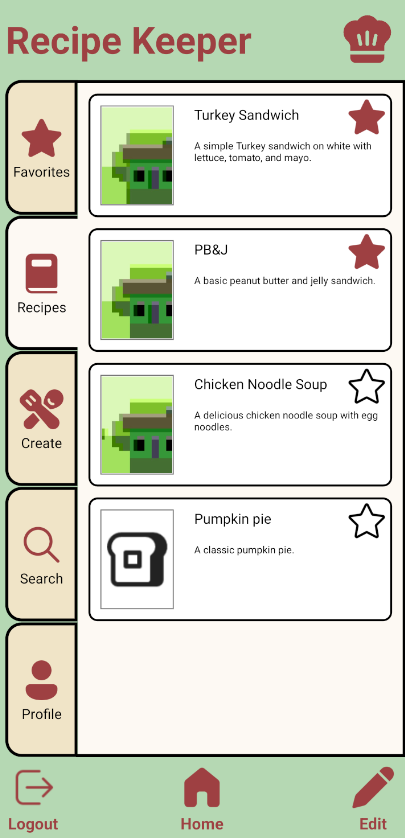 Recipe Keeper
Favorites
Recipes
Create
Search
Profile
Turkey Sandwich
A simple Turkey sandwich on white with
lettuce, tomato, and mayo.
PB&J
A basic peanut butter and jelly sandwich.
Chicken Noodle Soup
A delicious chicken noodle soup with egg
noodles.
Pumpkin pie
A classic pumpkin pie.
Logout
Home
Edit